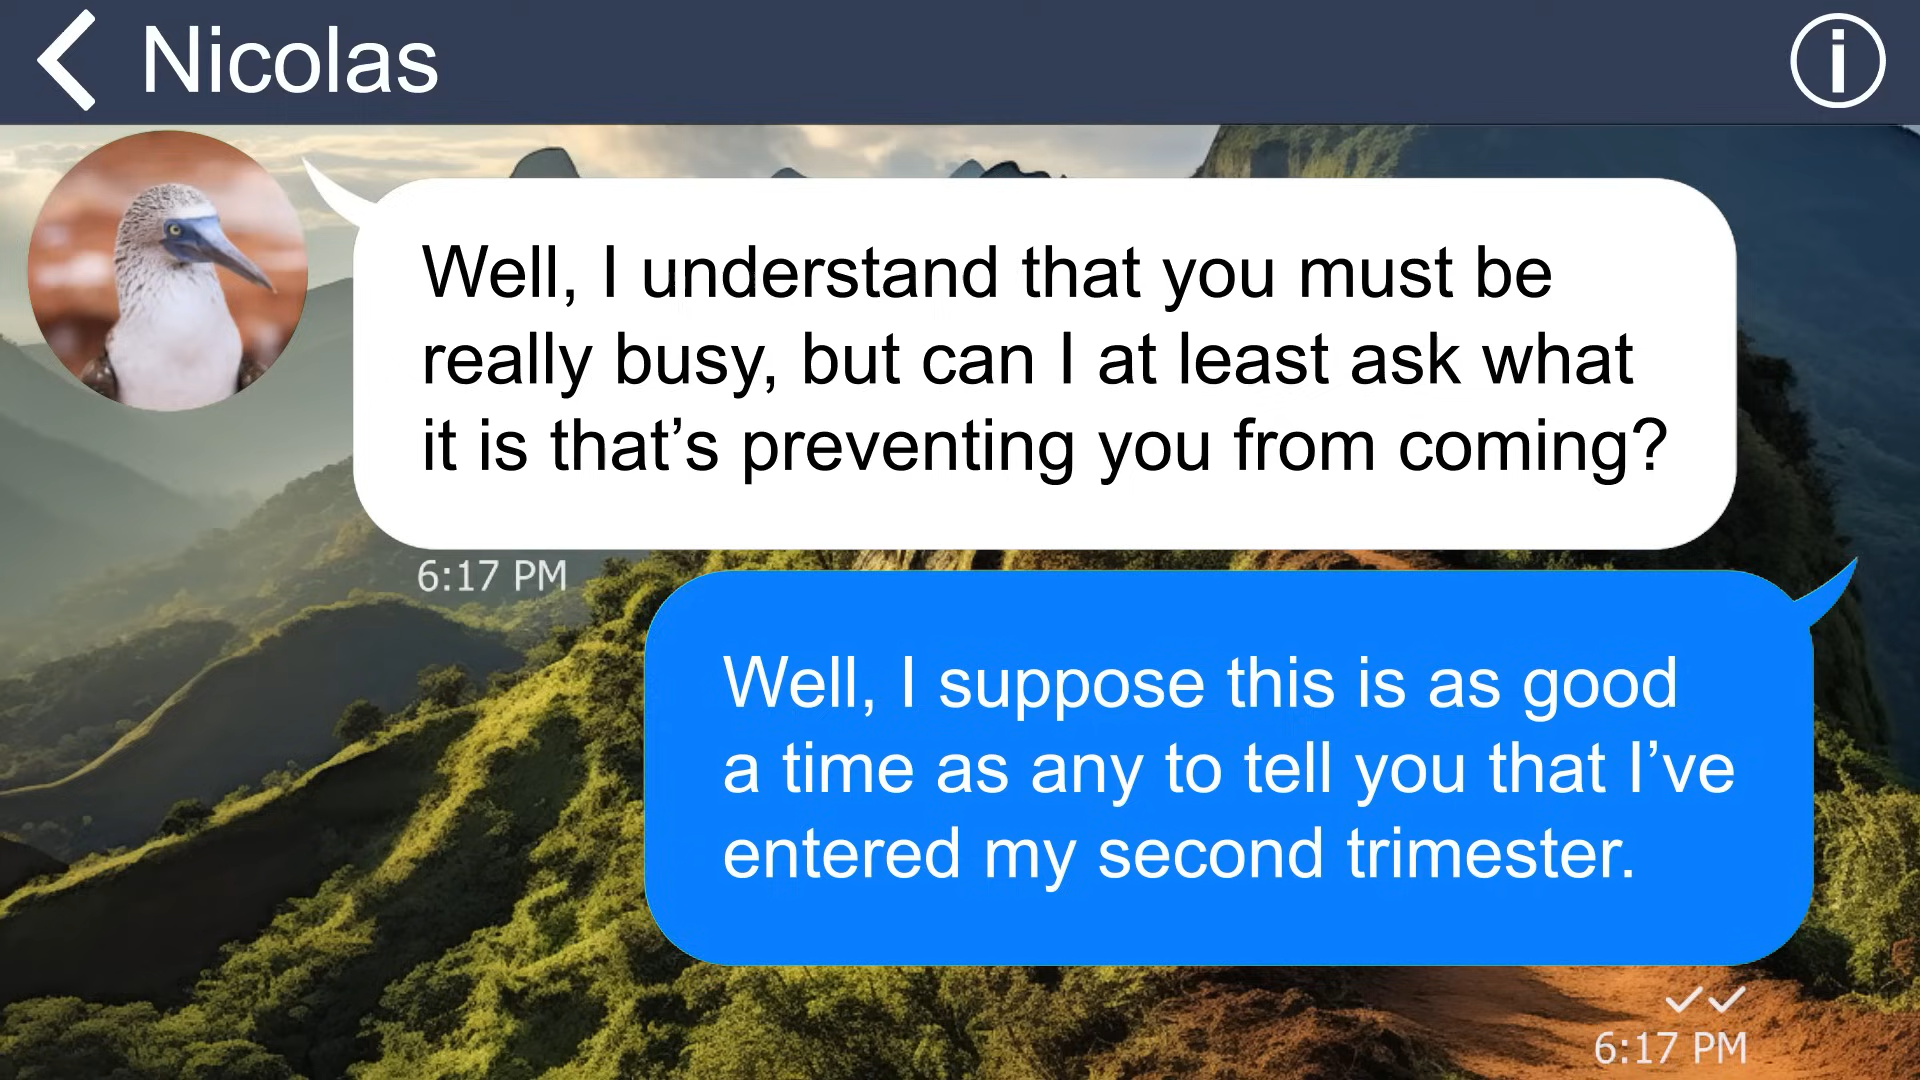 Nicolas
Well, I understand that you must be
really busy, but can I at least ask what
it is that’s preventing you from coming?
6:17 PM
Well, I suppose this is as good
a time as any to tell you that I’ve
entered my second trimester.
6:17 PM